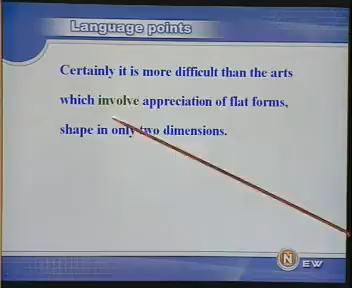 Language points
Certainly it is more difficult than the arts
which involve appreciation of flat forms,
shape in only two dimensions.
N EW